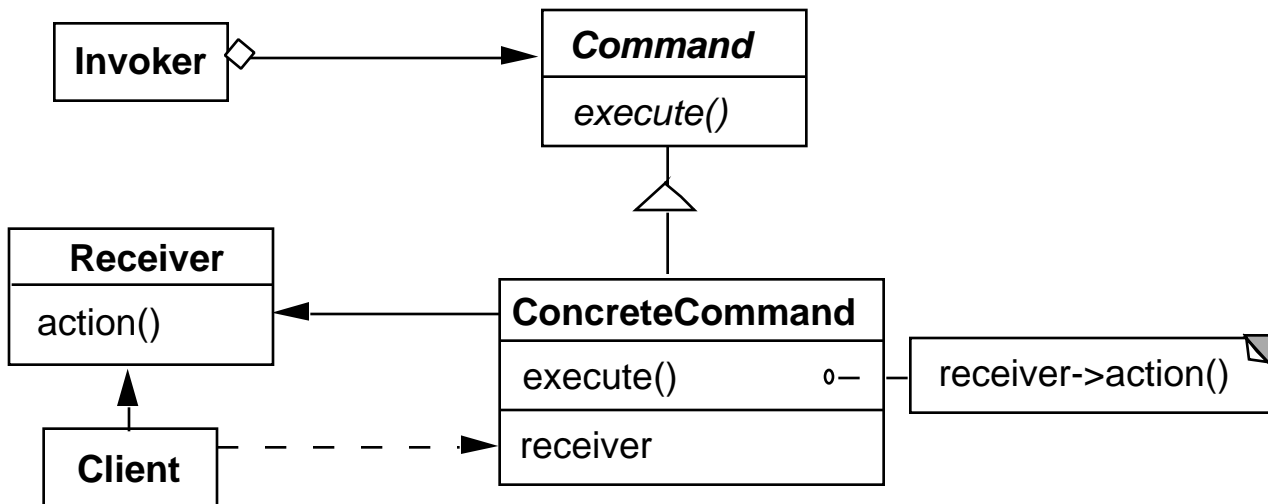 Invoker
Command
execute()
Receiver
action()
ConcreteCommand
execute()
receiver->action()
receiver
Client